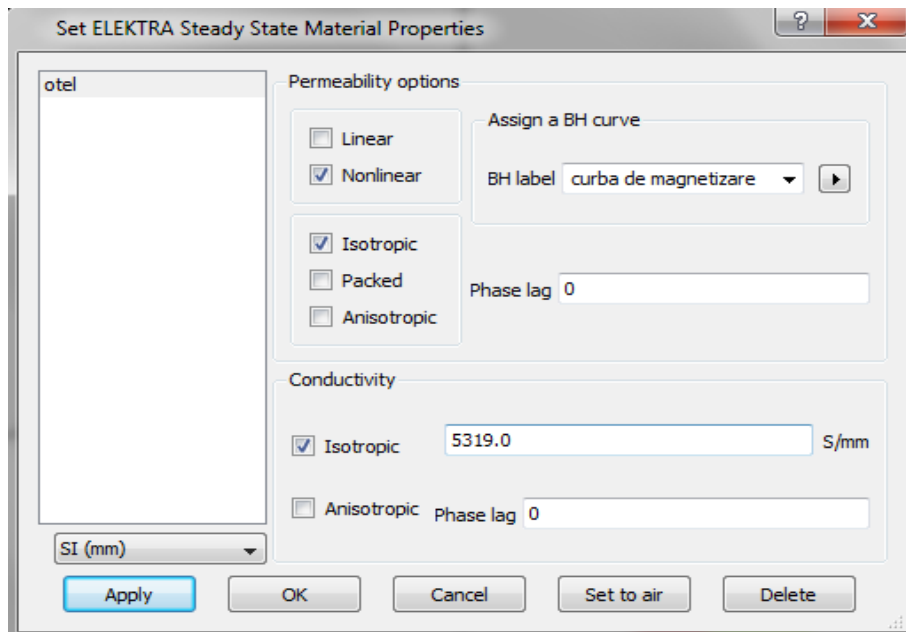 Set ELEKTRA Steady State Material Properties
otel
Permeability options
Linear
Nonlinear
Assign a BH curve
BH label curba de magnetizare
Isotropic
Packed
Anisotropic
Phase lag 0
Conductivity
Isotropic 5319.0 S/mm
Anisotropic Phase lag 0
SI (mm)
Apply OK Cancel Set to air Delete